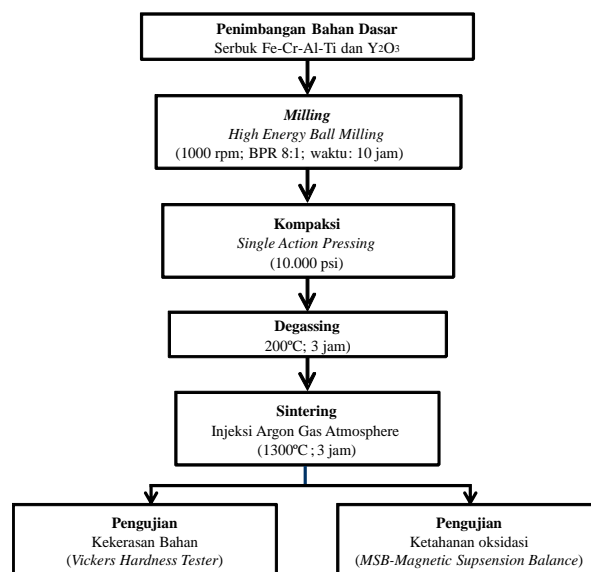 Penimbangan Bahan Dasar
Serbuk Fe-Cr-Al-Ti dan Y2O3
Milling
High Energy Ball Milling
(1000 rpm; BPR 8:1; waktu: 10 jam)
Kompaksi
Single Action Pressing
(10.000 psi)
Degassing
200ºC; 3 jam)
Sintering
Injeksi Argon Gas Atmosphere
(1300ºC; 3 jam)
Pengujian
Kekerasan Bahan
(Vickers Hardness Tester)
Pengujian
Ketahanan oksidasi
(MSB-Magnetic Supsension Balance)